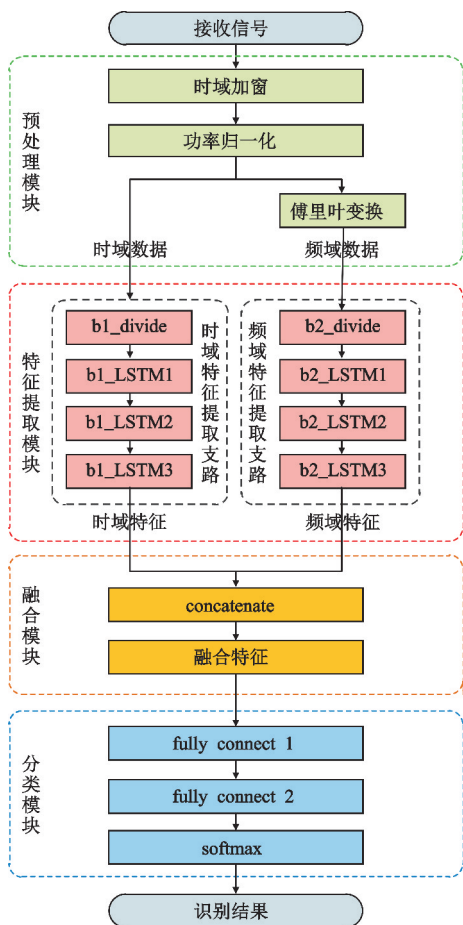 接收信号
预处理模块
时域加窗
功率归一化
傅里叶变换
时域数据
频域数据
特征提取模块
b1_divide
b1_LSTM1
b1_LSTM2
b1_LSTM3
时域特征提取支路
频域特征提取支路
b2_divide
b2_LSTM1
b2_LSTM2
b2_LSTM3
时域特征
频域特征
融合模块
concatenate
融合特征
分类模块
fully connect 1
fully connect 2
softmax
识别结果